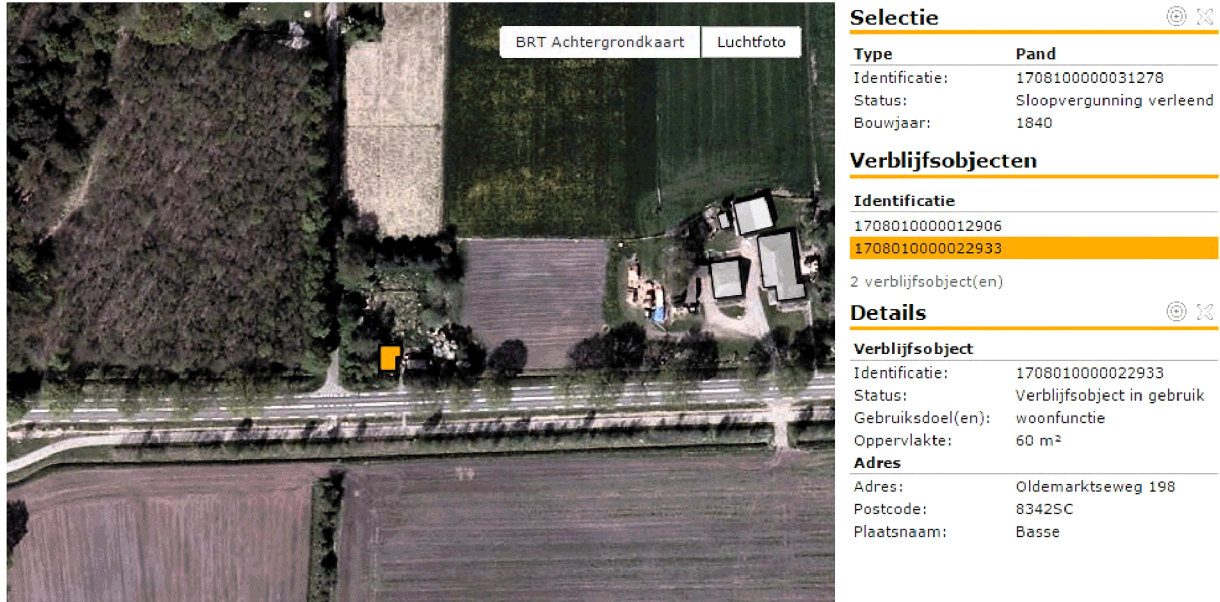 BRT Achtergrondkaart Luchtfoto
Selectie
Type Pand
Identificatie: 1708100000031278
Status: Sloopvergunning verleend
Bouwjaar: 1840
Verblijfsobjecten
Identificatie
1708010000012906
1708010000022933
2 verblijfsobject(en)
Details
Verblijfsobject
Identificatie: 1708010000022933
Status: Verblijfsobject in gebruik
Gebruiksdoel(en): woonfunctie
Oppervlakte: 60 m²
Adres
Adres: Oldemarktseweg 198
Postcode: 8342SC
Plaatsnaam: Basse